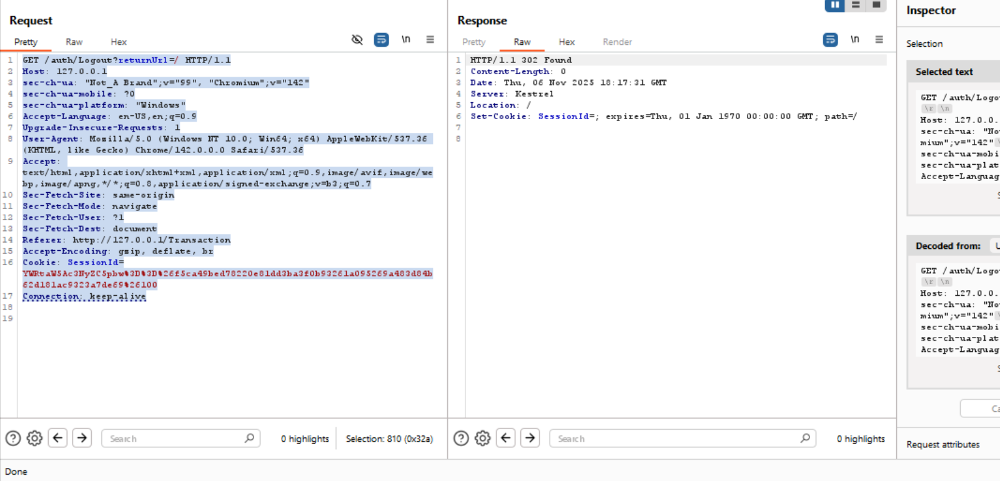 Request
Pretty Raw Hex \n
1 GET /auth/Logout?returnUrl=/ HTTP/1.1
2 Host: 127.0.0.1
3 sec-ch-ua: "Not_A Brand";v="99", "Chromium";v="142"
4 sec-ch-ua-mobile: ?0
5 sec-ch-ua-platform: "Windows"
6 Accept-Language: en-US,en;q=0.9
7 Upgrade-Insecure-Requests: 1
8 User-Agent: Mozilla/5.0 (Windows NT 10.0; Win64; x64) AppleWebKit/537.36
(KHTML, like Gecko) Chrome/142.0.0.0 Safari/537.36
9 Accept:
text/html,application/xhtml+xml,application/xml;q=0.9,image/avif,image/we
bp,image/apng,*/*;q=0.8,application/signed-exchange;v=b3;q=0.7
10 Sec-Fetch-Site: same-origin
11 Sec-Fetch-Mode: navigate
12 Sec-Fetch-User: ?1
13 Sec-Fetch-Dest: document
14 Referer: http://127.0.0.1/Transaction
15 Accept-Encoding: gzip, deflate, br
16 Cookie: SessionId=
YWRtaW5Ac3NyZC5pbw%3D%3D%26f5ca49bed78220e81dd3ba3f0b93261a095269a483d84b
62d181ac9323a7de69%26100
17 Connection: keep-alive
18
19
Search
0 highlights
Selection: 810 (0x32a)
Response
Pretty Raw Hex Render \n
1 HTTP/1.1 302 Found
2 Content-Length: 0
3 Date: Thu, 06 Nov 2025 18:17:31 GMT
4 Server: Kestrel
5 Location: /
6 Set-Cookie: SessionId=; expires=Thu, 01 Jan 1970 00:00:00 GMT; path=/
7
8
Search
0 highlights
Inspector
Selection
Selected text
GET /auth/Logo
\r \n
Host: 127.0.0.
sec-ch-ua: "No
mium";v="142"
sec-ch-ua-mobi
sec-ch-ua-plat
Accept-Languag
Decoded from:
GET /auth/Logo
\r \n
Host: 127.0.0.
sec-ch-ua: "No
mium";v="142"
sec-ch-ua-mobi
sec-ch-ua-plat
Accept-Languag
Ca
Request attributes
Done